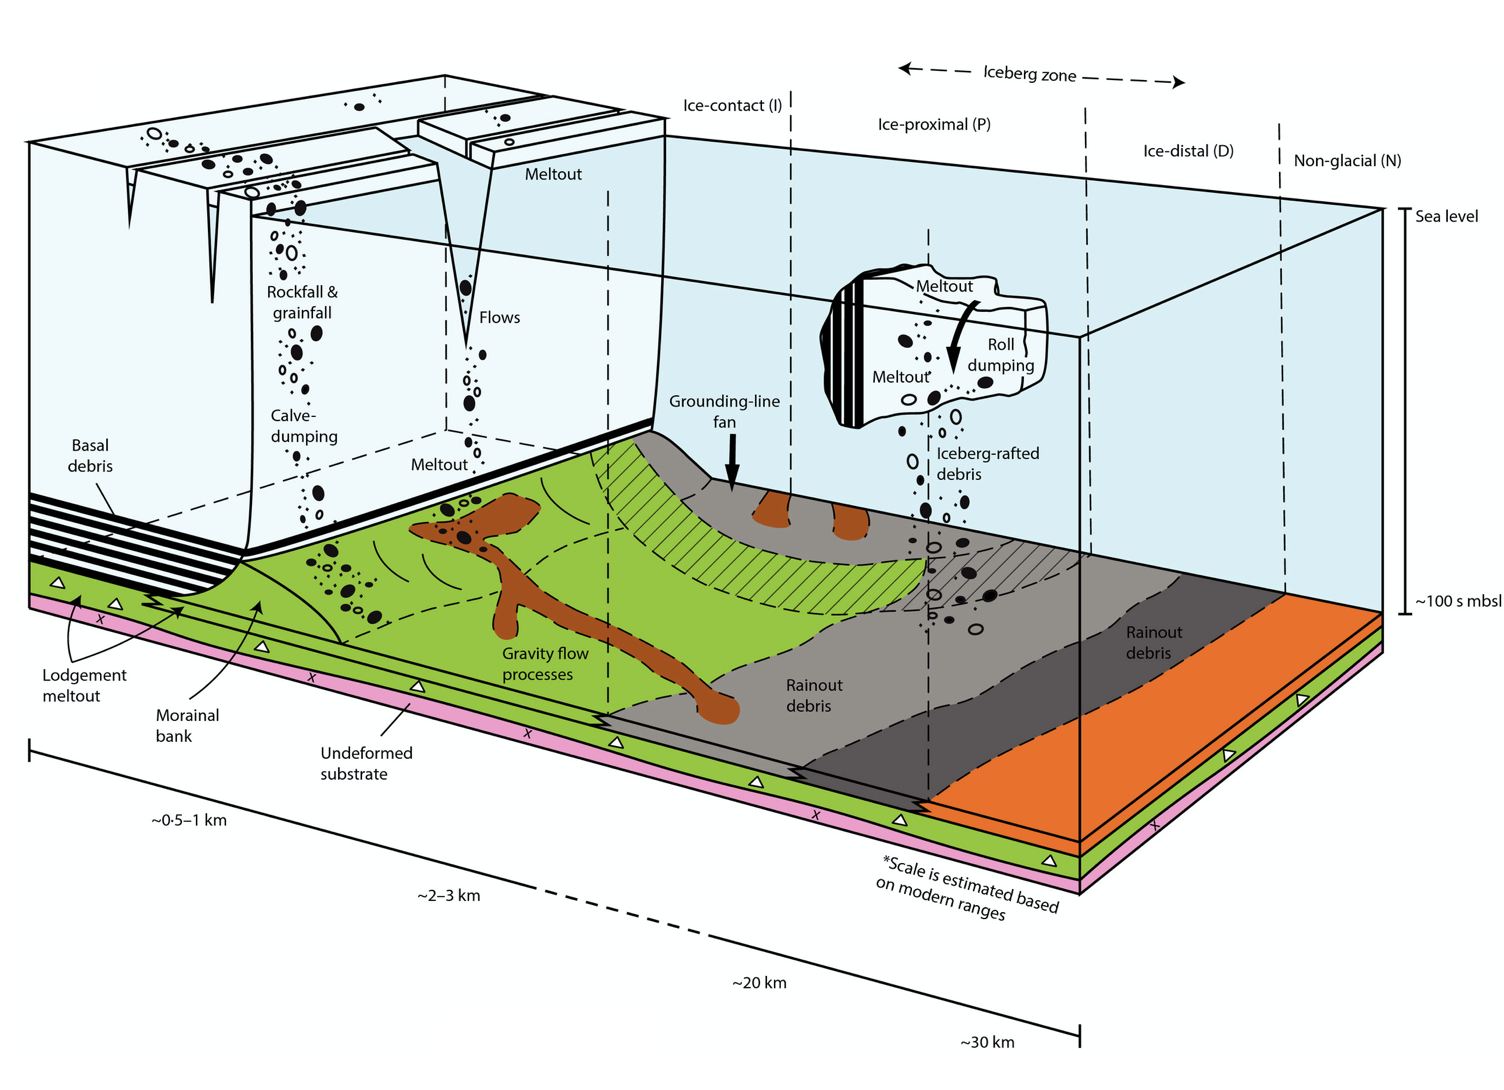 Iceberg zone
Ice-contact (I)
Ice-proximal (P)
Ice-distal (D)
Non-glacial (N)
Sea level
Meltout
Rockfall &
grainfall
Flows
Meltout
Roll
dumping
Meltout
Calve-
dumping
Grounding-line
fan
Basal
debris
Meltout
Iceberg-rafted
debris
~100 s mbsl
Lodgement
meltout
Morainal
bank
Gravity flow
processes
Rainout
debris
Rainout
debris
Undeformed
substrate
x
x
x
x
x
~0·5–1 km
~2–3 km
~20 km
~30 km
*Scale is estimated based
on modern ranges